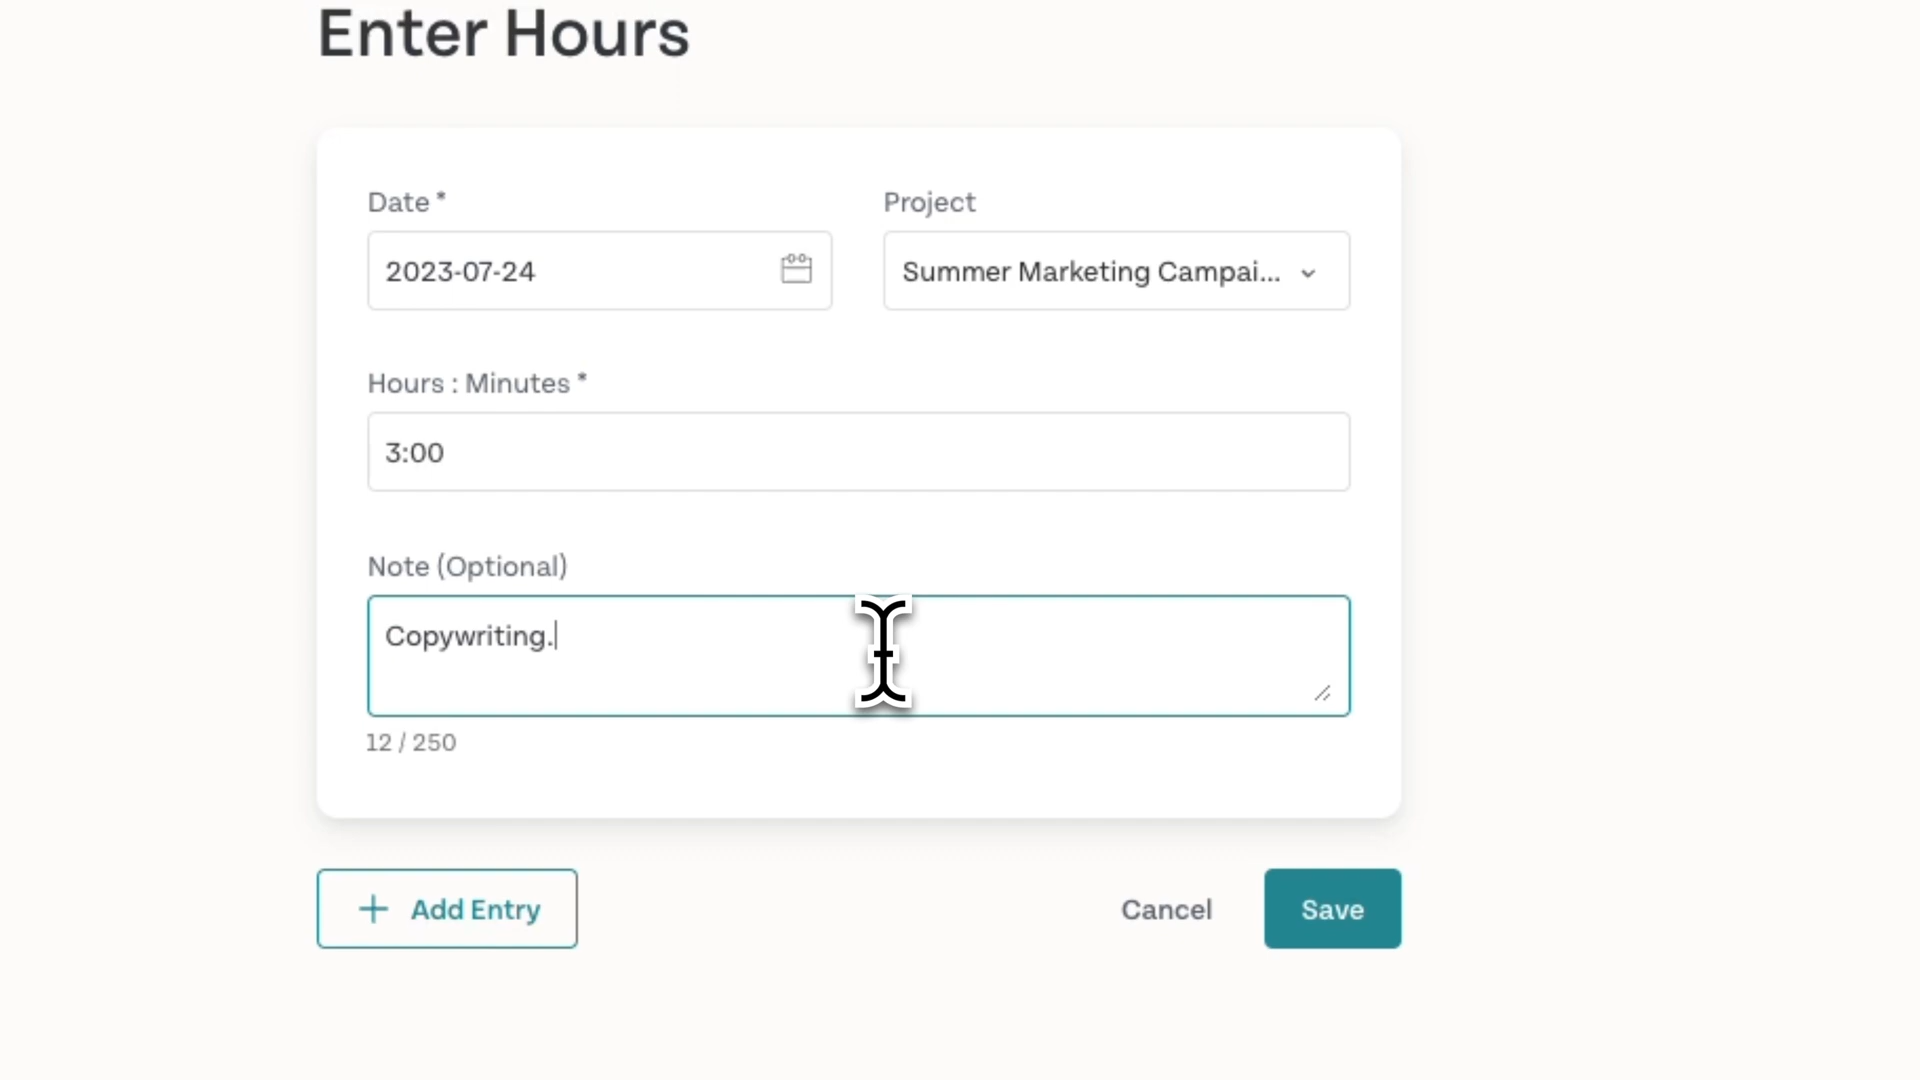 Enter Hours
Date *
Project
2023-07-24
Summer Marketing Campai...
Hours : Minutes *
3:00
Note (Optional)
Copywriting.
12 / 250
Add Entry
Cancel
Save